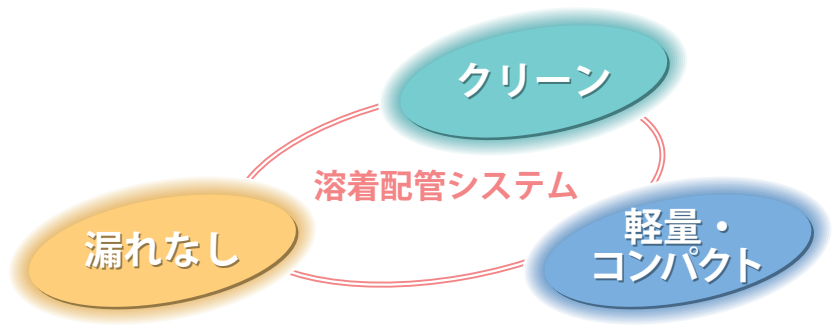 クリーン
溶着配管システム
漏れなし
軽量・
コンパクト